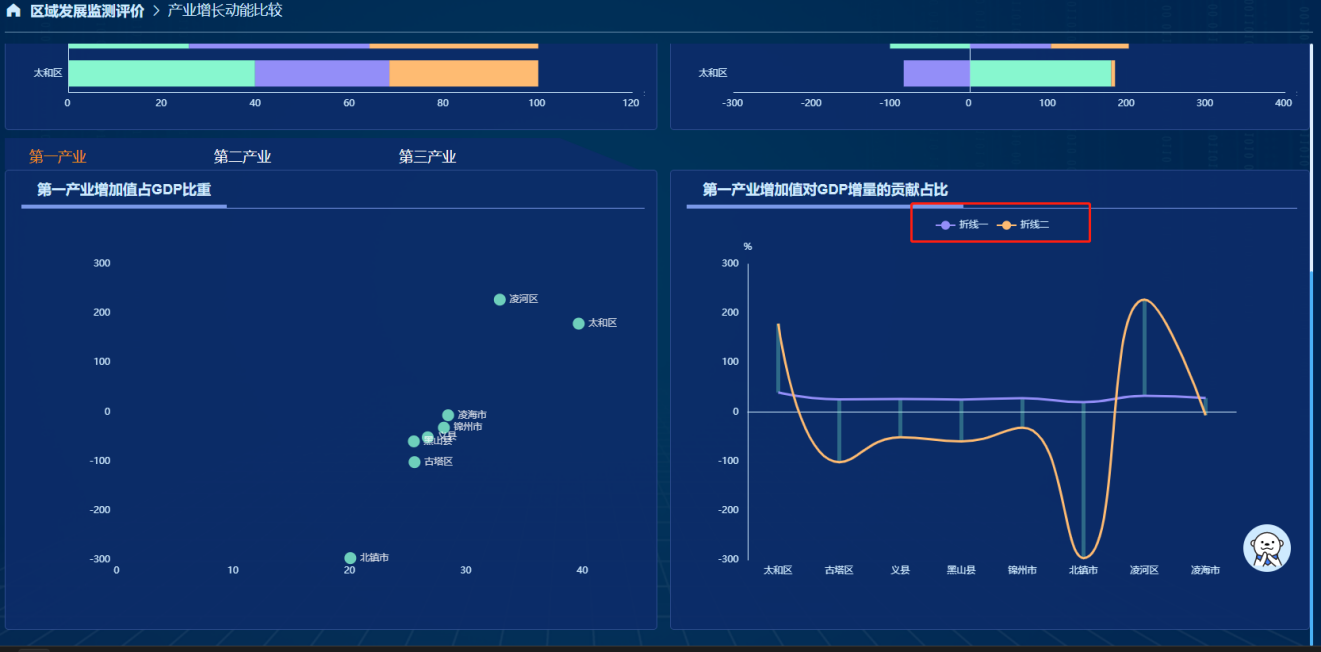 区域发展监测评价 > 产业增长动能比较
太和区
0 20 40 60 80 100 120
太和区
-300 -200 -100 0 100 200 300 400
第一产业 第二产业 第三产业
第一产业增加值占GDP比重
300
200
100
0
-100
-200
-300
凌河区
太和区
凌海市
锦州市
义县
黑山县
古塔区
北镇市
0 10 20 30 40
第一产业增加值对GDP增量的贡献占比
折线一 折线二
%
300
200
100
0
-100
-200
-300
太和区 古塔区 义县 黑山县 锦州市 北镇市 凌河区 凌海市